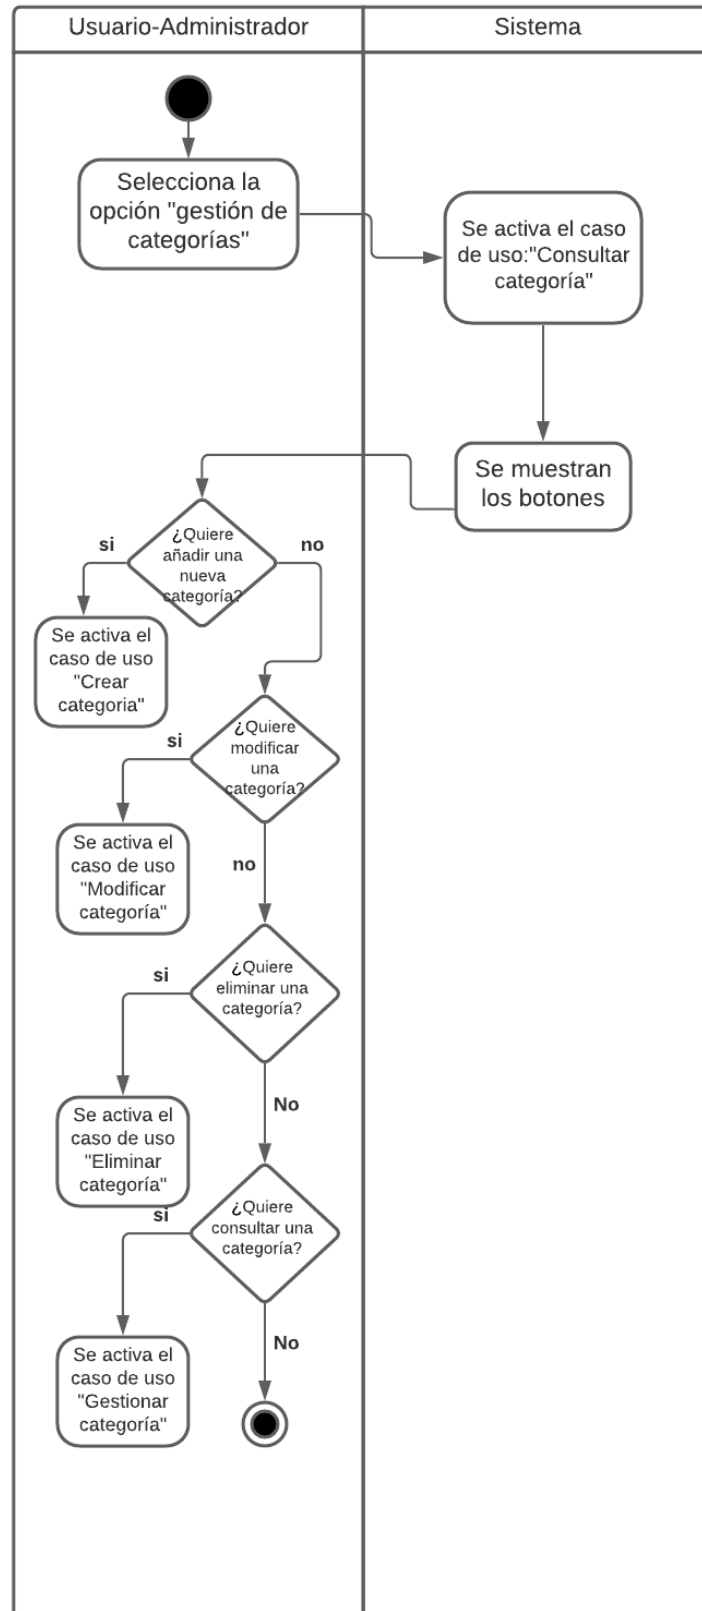 Usuario-Administrador
Sistema
Selecciona la
opción "gestión de
categorías"
Se activa el caso
de uso:"Consultar
categoría"
Se muestran
los botones
¿Quiere
añadir una
nueva
categoría?
si
no
Se activa el
caso de uso
"Crear
categoria"
¿Quiere
modificar
una
categoría?
si
no
Se activa el
caso de uso
"Modificar
categoría"
¿Quiere
eliminar una
categoría?
si
No
Se activa el
caso de uso
"Eliminar
categoría"
¿Quiere
consultar una
categoría?
si
No
Se activa el
caso de uso
"Gestionar
categoría"